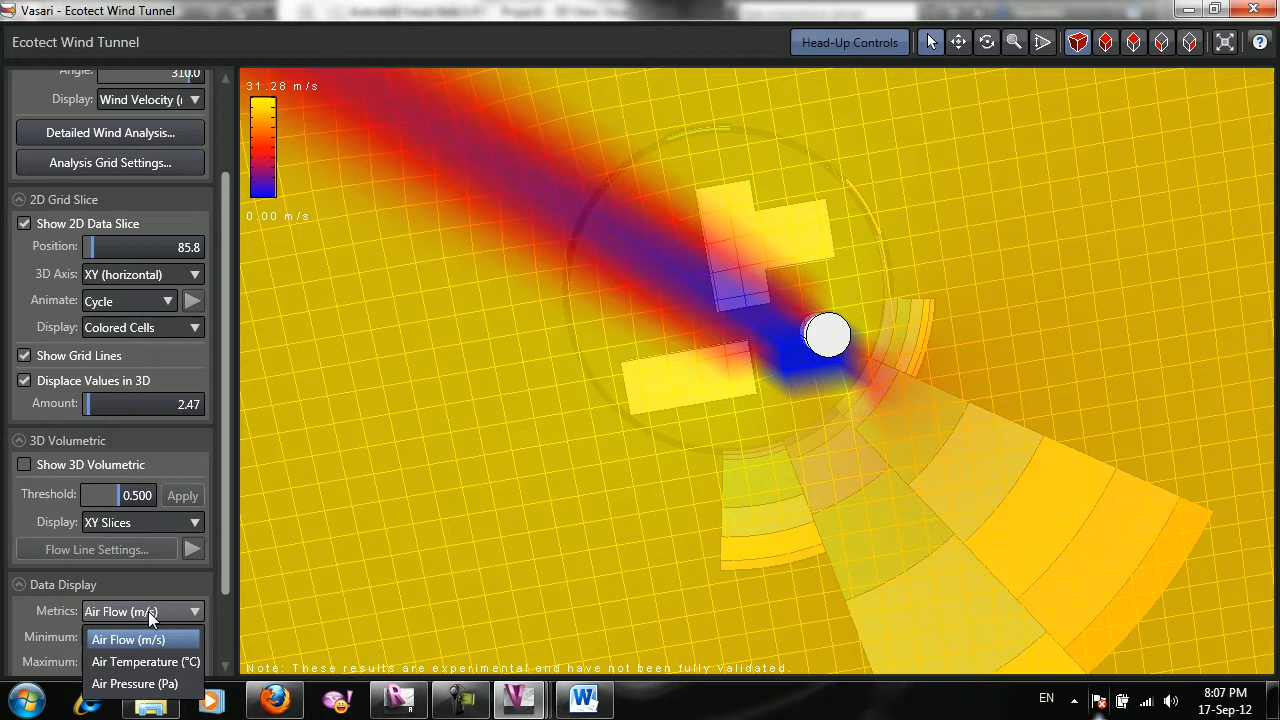 Vasari - Ecotect Wind Tunnel
Ecotect Wind Tunnel
Head-Up Controls
Angle: 310.0
Display: Wind Velocity (
Detailed Wind Analysis...
Analysis Grid Settings...
2D Grid Slice
Show 2D Data Slice
Position: 85.8
3D Axis: XY (horizontal)
Animate: Cycle
Display: Colored Cells
Show Grid Lines
Displace Values in 3D
Amount: 2.47
3D Volumetric
Show 3D Volumetric
Threshold: 0.500 Apply
Display: XY Slices
Flow Line Settings...
Data Display
Metrics: Air Flow (m/s)
Minimum:
Maximum:
Air Flow (m/s)
Air Temperature (°C)
Air Pressure (Pa)
31.28 m/s
0.00 m/s
Note: These results are experimental and have not been fully validated.
EN
8:07 PM
17-Sep-12